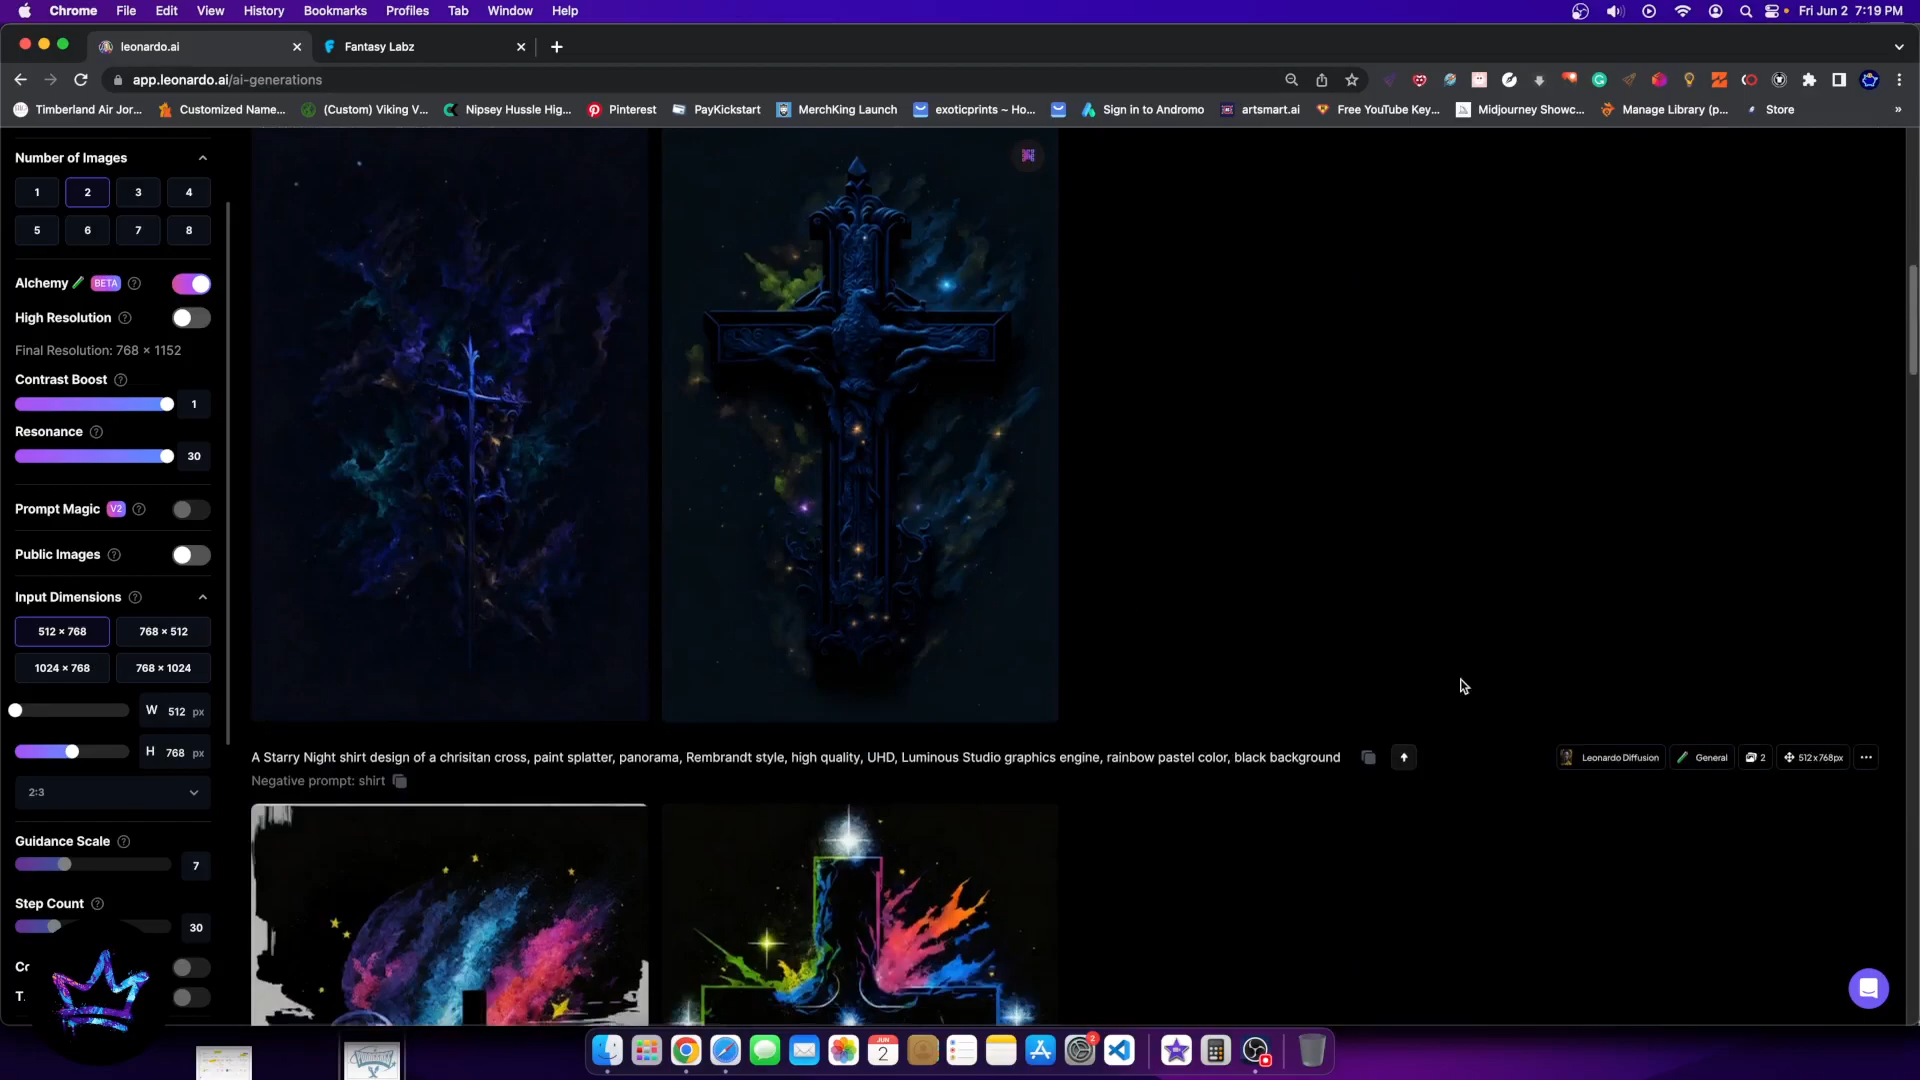 Chrome File Edit View History Bookmarks Profiles Tab Window Help Fri Jun 2 7:19 PM
leonardo.ai Fantasy Labz
app.leonardo.ai/ai-generations
Timberland Air Jor... Customized Name... (Custom) Viking V... Nipsey Hussle Hig... Pinterest PayKickstart MerchKing Launch exoticprints ~ Ho... Sign in to Andromo artsmart.ai Free YouTube Key... Midjourney Showc... Manage Library (p... Store »
Number of Images
1 2 3 4
5 6 7 8
Alchemy BETA
High Resolution
Final Resolution: 768 × 1152
Contrast Boost
1
Resonance
30
Prompt Magic V2
Public Images
Input Dimensions
512 × 768 768 × 512
1024 × 768 768 × 1024
W 512 px
H 768 px
2:3
Guidance Scale
7
Step Count
30
A Starry Night shirt design of a chrisitan cross, paint splatter, panorama, Rembrandt style, high quality, UHD, Luminous Studio graphics engine, rainbow pastel color, black background
Leonardo Diffusion General 2 512x768px
Negative prompt: shirt
JUN
2
2